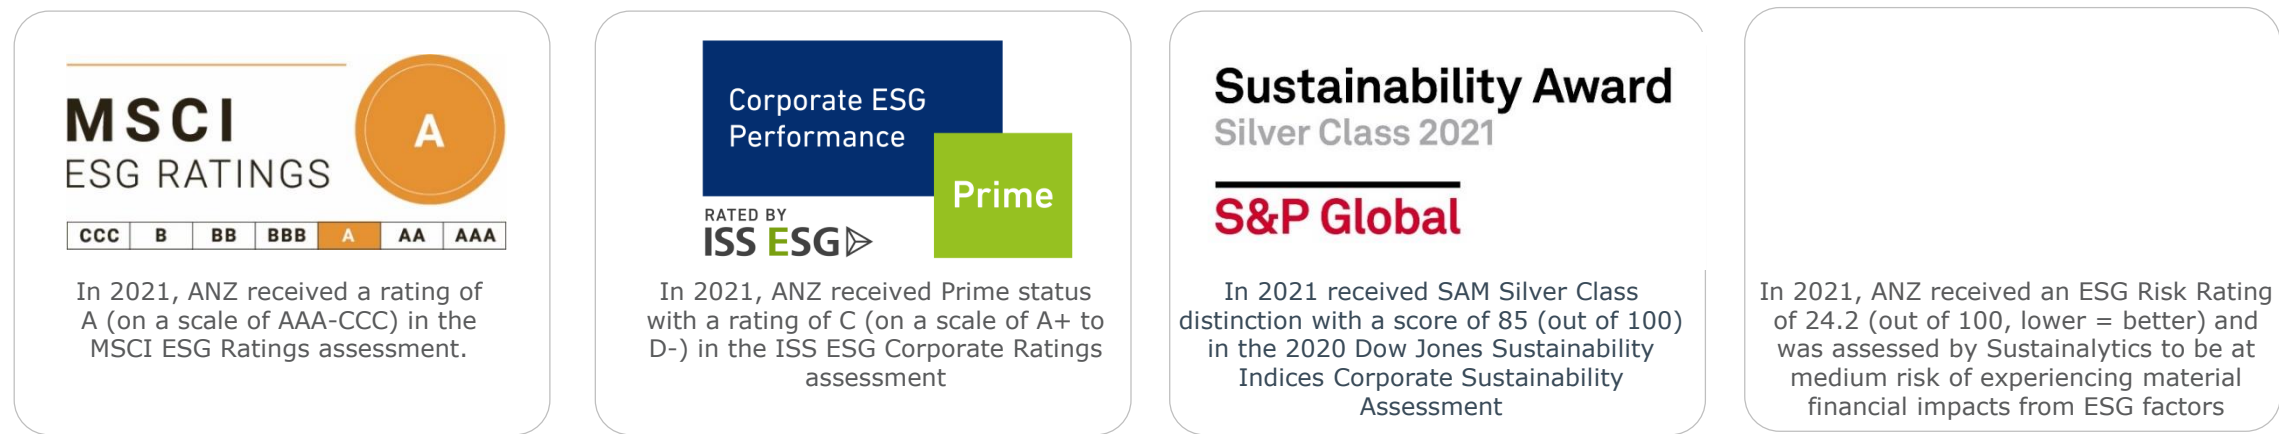 MSCI
ESG RATINGS
A
CCC B BB BBB A AA AAA
In 2021, ANZ received a rating of
A (on a scale of AAA-CCC) in the
MSCI ESG Ratings assessment.
Corporate ESG
Performance
Prime
RATED BY
ISS ESG
In 2021, ANZ received Prime status
with a rating of C (on a scale of A+ to
D-) in the ISS ESG Corporate Ratings
assessment
Sustainability Award
Silver Class 2021
S&P Global
In 2021 received SAM Silver Class
distinction with a score of 85 (out of 100)
in the 2020 Dow Jones Sustainability
Indices Corporate Sustainability
Assessment
In 2021, ANZ received an ESG Risk Rating
of 24.2 (out of 100, lower = better) and
was assessed by Sustainalytics to be at
medium risk of experiencing material
financial impacts from ESG factors